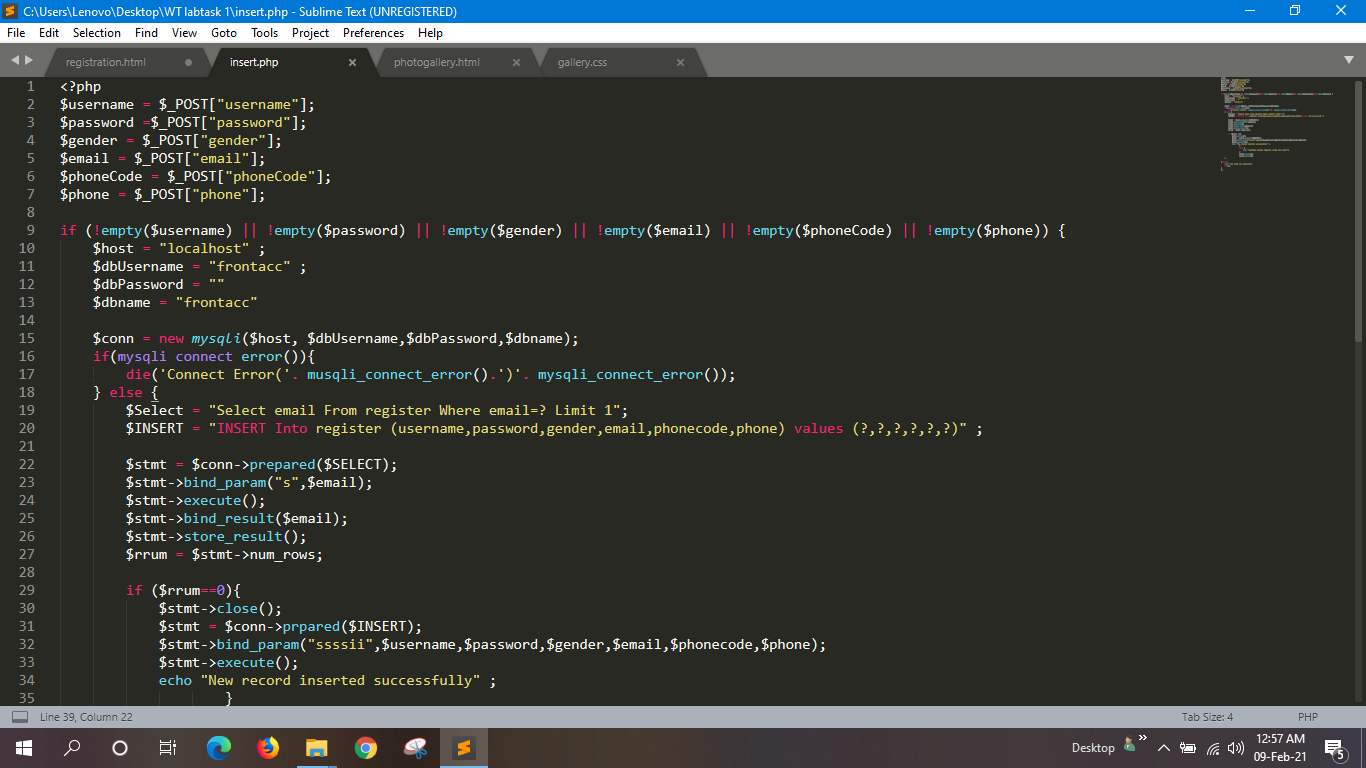 C:\Users\Lenovo\Desktop\WT labtask 1\insert.php - Sublime Text (UNREGISTERED)
File Edit Selection Find View Goto Tools Project Preferences Help
registration.html insert.php photogallery.html gallery.css
1 <?php
2 $username = $_POST["username"];
3 $password =$_POST["password"];
4 $gender = $_POST["gender"];
5 $email = $_POST["email"];
6 $phoneCode = $_POST["phoneCode"];
7 $phone = $_POST["phone"];
8
9 if (!empty($username) || !empty($password) || !empty($gender) || !empty($email) || !empty($phoneCode) || !empty($phone)) {
10 $host = "localhost" ;
11 $dbUsername = "frontacc" ;
12 $dbPassword = ""
13 $dbname = "frontacc"
14
15 $conn = new mysqli($host, $dbUsername,$dbPassword,$dbname);
16 if(mysqli connect error()){
17 die('Connect Error('. musqli_connect_error().')'. mysqli_connect_error());
18 } else {
19 $Select = "Select email From register Where email=? Limit 1";
20 $INSERT = "INSERT Into register (username,password,gender,email,phonecode,phone) values (?,?,?,?,?,?)" ;
21
22 $stmt = $conn->prepared($SELECT);
23 $stmt->bind_param("s",$email);
24 $stmt->execute();
25 $stmt->bind_result($email);
26 $stmt->store_result();
27 $rrum = $stmt->num_rows;
28
29 if ($rrum==0){
30 $stmt->close();
31 $stmt = $conn->prpared($INSERT);
32 $stmt->bind_param("ssssii",$username,$password,$gender,$email,$phonecode,$phone);
33 $stmt->execute();
34 echo "New record inserted successfully" ;
35 }
Line 39, Column 22 Tab Size: 4 PHP
Desktop 12:57 AM
09-Feb-21 5